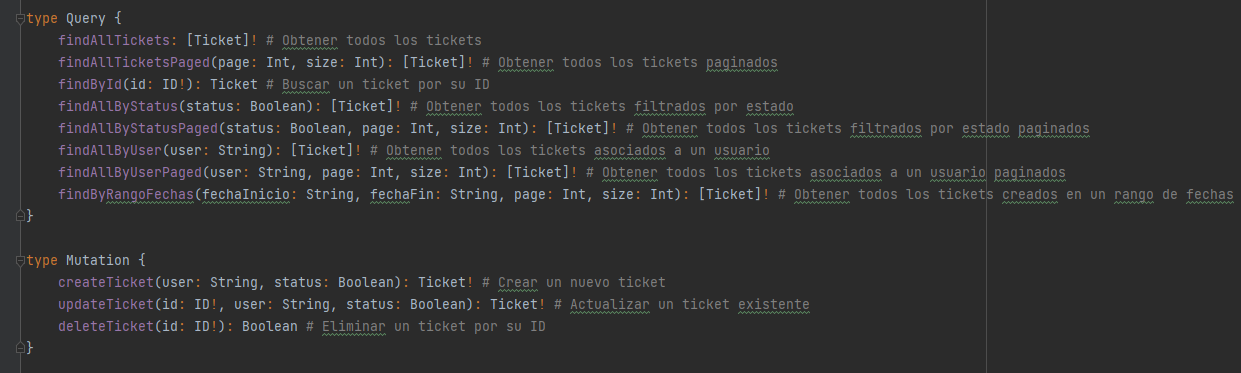 type Query {
findAllTickets: [Ticket]! # Obtener todos los tickets
findAllTicketsPaged(page: Int, size: Int): [Ticket]! # Obtener todos los tickets paginados
findById(id: ID!): Ticket # Buscar un ticket por su ID
findAllByStatus(status: Boolean): [Ticket]! # Obtener todos los tickets filtrados por estado
findAllByStatusPaged(status: Boolean, page: Int, size: Int): [Ticket]! # Obtener todos los tickets filtrados por estado paginados
findAllByUser(user: String): [Ticket]! # Obtener todos los tickets asociados a un usuario
findAllByUserPaged(user: String, page: Int, size: Int): [Ticket]! # Obtener todos los tickets asociados a un usuario paginados
findByRangoFechas(fechaInicio: String, fechaFin: String, page: Int, size: Int): [Ticket]! # Obtener todos los tickets creados en un rango de fechas
}
type Mutation {
createTicket(user: String, status: Boolean): Ticket! # Crear un nuevo ticket
updateTicket(id: ID!, user: String, status: Boolean): Ticket! # Actualizar un ticket existente
deleteTicket(id: ID!): Boolean # Eliminar un ticket por su ID
}